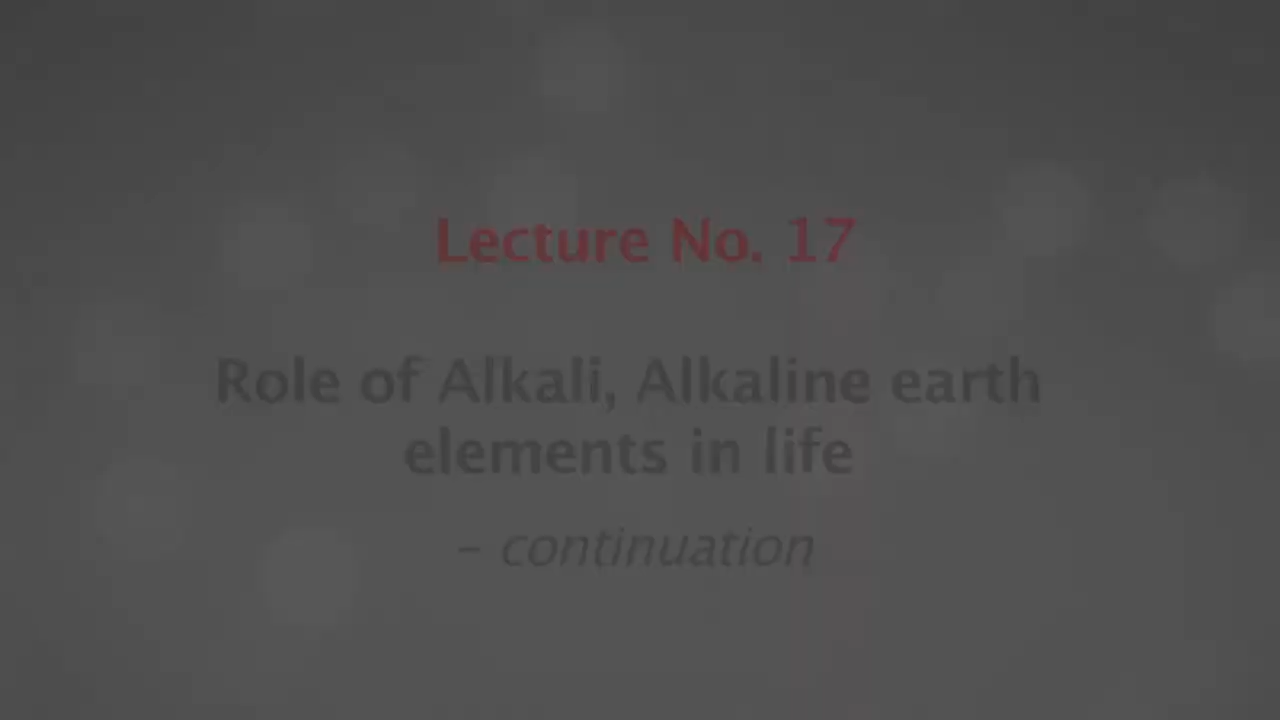 Lecture No. 17
Role of Alkali, Alkaline earth
elements in life
– continuation